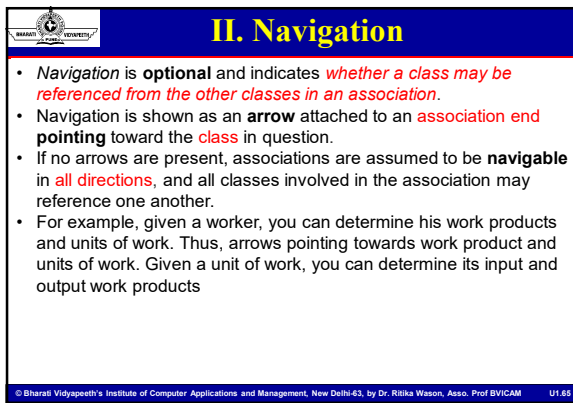 BHARATI
VIDYAPEETH
PUNE
II. Navigation
• Navigation is optional and indicates whether a class may be
referenced from the other classes in an association.
• Navigation is shown as an arrow attached to an association end
pointing toward the class in question.
• If no arrows are present, associations are assumed to be navigable
in all directions, and all classes involved in the association may
reference one another.
• For example, given a worker, you can determine his work products
and units of work. Thus, arrows pointing towards work product and
units of work. Given a unit of work, you can determine its input and
output work products
© Bharati Vidyapeeth's Institute of Computer Applications and Management, New Delhi-63, by Dr. Ritika Wason, Asso. Prof BVICAM U1.65